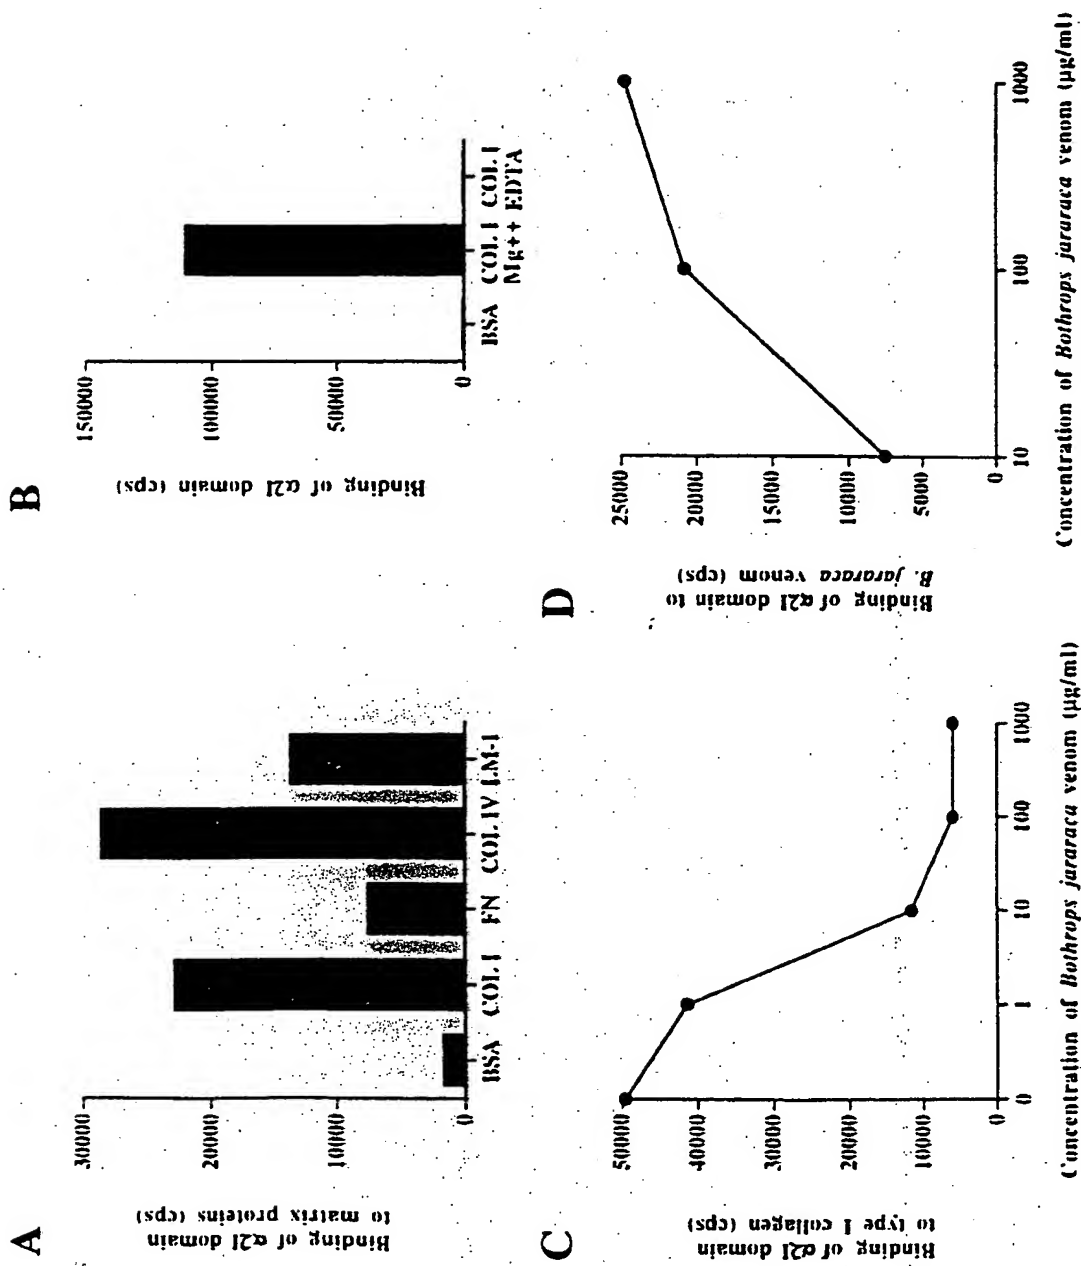 A
Binding of α2I domain
to matrix proteins (cps)
30000
20000
10000
0
BSA COL I FN COL IV LM-1
B
Binding of α2I domain (cps)
150000
100000
50000
0
BSA COL I COL I
Mg++ EDTA
C
Binding of α2I domain
to type I collagen (cps)
50000
40000
30000
20000
10000
0
0 1 10 100 1000
Concentration of Bothrops jararaca venom (µg/ml)
D
Binding of α2I domain to
B. jararaca venom (cps)
25000
20000
15000
10000
5000
0
10 100 1000
Concentration of Bothrops jararaca venom (µg/ml)